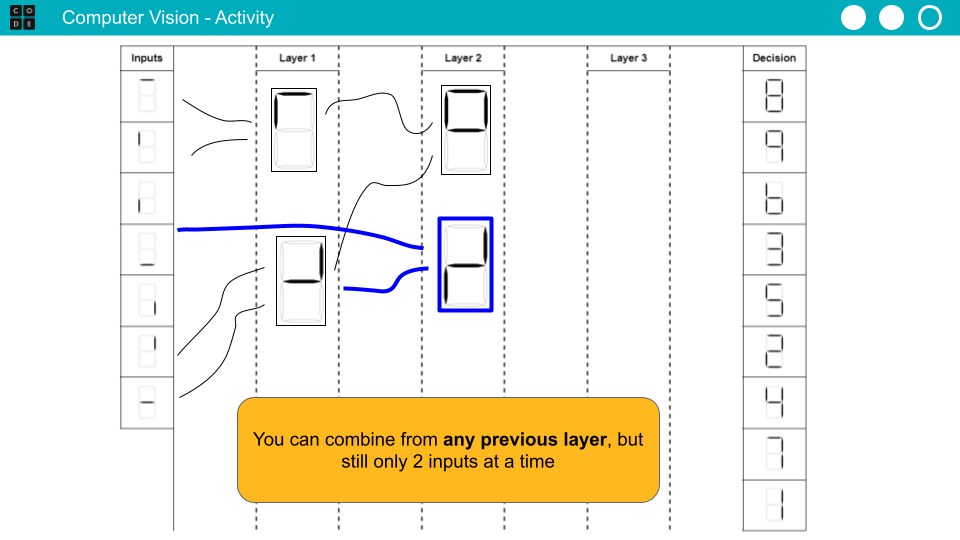 C O
D E
Computer Vision - Activity
Inputs
Layer 1
Layer 2
Layer 3
Decision
8
9
6
3
5
2
4
7
1
You can combine from any previous layer, but
still only 2 inputs at a time